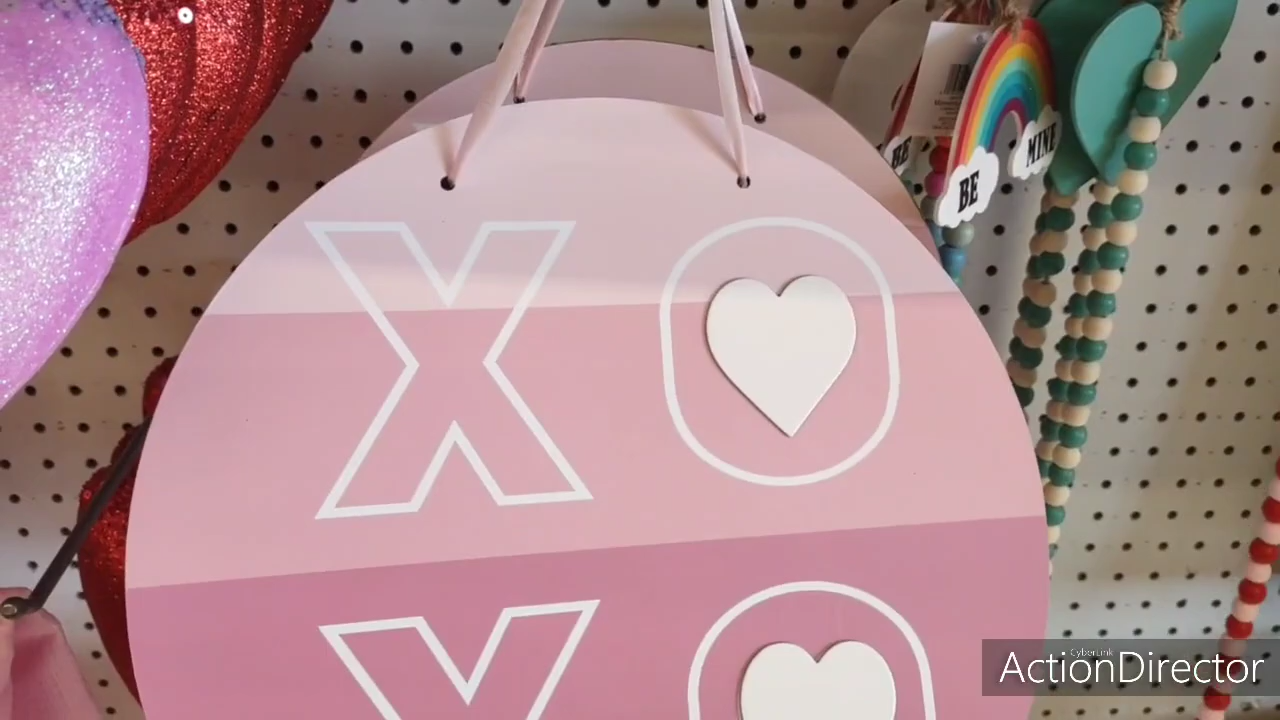 BE
MINE
BE
X O
X O
CyberLink
ActionDirector